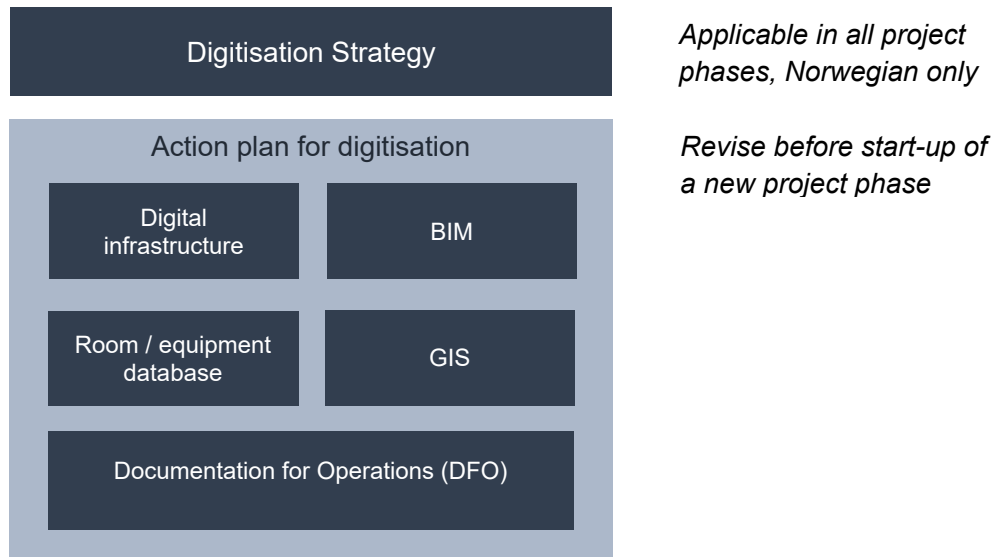 Digitisation Strategy
Applicable in all project
phases, Norwegian only
Action plan for digitisation
Revise before start-up of
a new project phase
Digital
infrastructure
BIM
Room / equipment
database
GIS
Documentation for Operations (DFO)